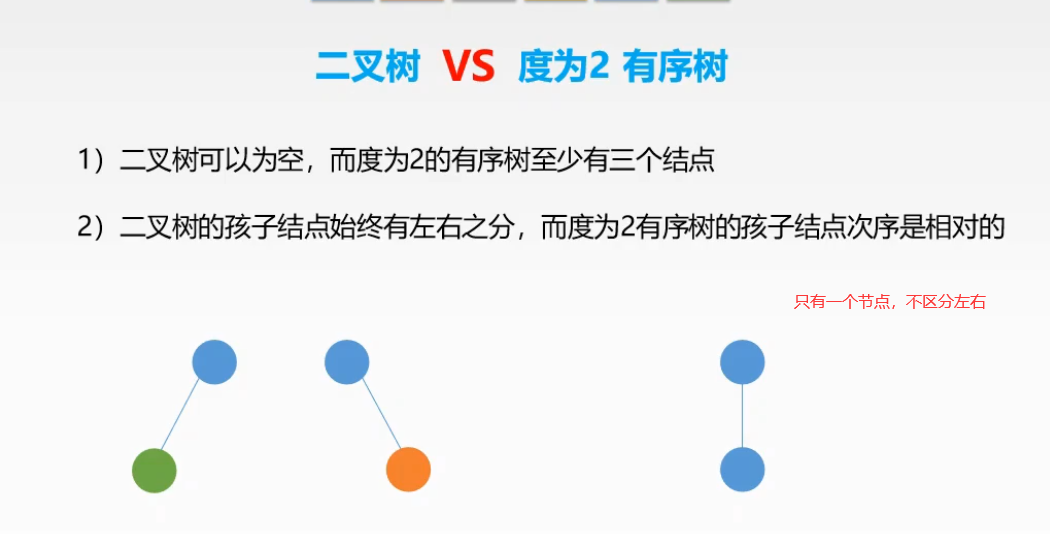 二叉树 VS 度为2 有序树
1）二叉树可以为空，而度为2的有序树至少有三个结点
2）二叉树的孩子结点始终有左右之分，而度为2有序树的孩子结点次序是相对的
只有一个节点，不区分左右